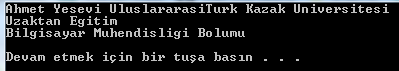 Ahmet Yesevi UluslararasiTurk Kazak Universitesi
Uzaktan Egitim
Bilgisayar Muhendisligi Bolumu
Devam etmek için bir tuşa basın . . .